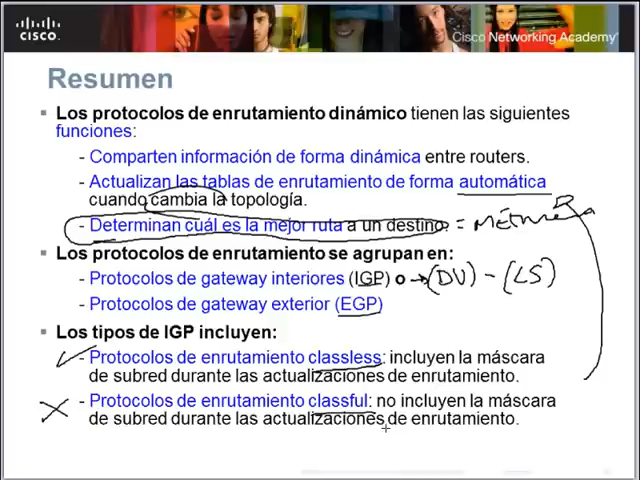 CISCO.
Cisco Networking Academy®
Resumen
Los protocolos de enrutamiento dinámico tienen las siguientes
funciones:
- Comparten información de forma dinámica entre routers.
- Actualizan las tablas de enrutamiento de forma automática
cuando cambia la topología.
- Determinan cuál es la mejor ruta a un destino. = Métrica
Los protocolos de enrutamiento se agrupan en:
- Protocolos de gateway interiores (IGP) o → (DV) - (LS)
- Protocolos de gateway exterior (EGP)
Los tipos de IGP incluyen:
- Protocolos de enrutamiento classless: incluyen la máscara
de subred durante las actualizaciones de enrutamiento.
- Protocolos de enrutamiento classful: no incluyen la máscara
de subred durante las actualizaciones de enrutamiento.